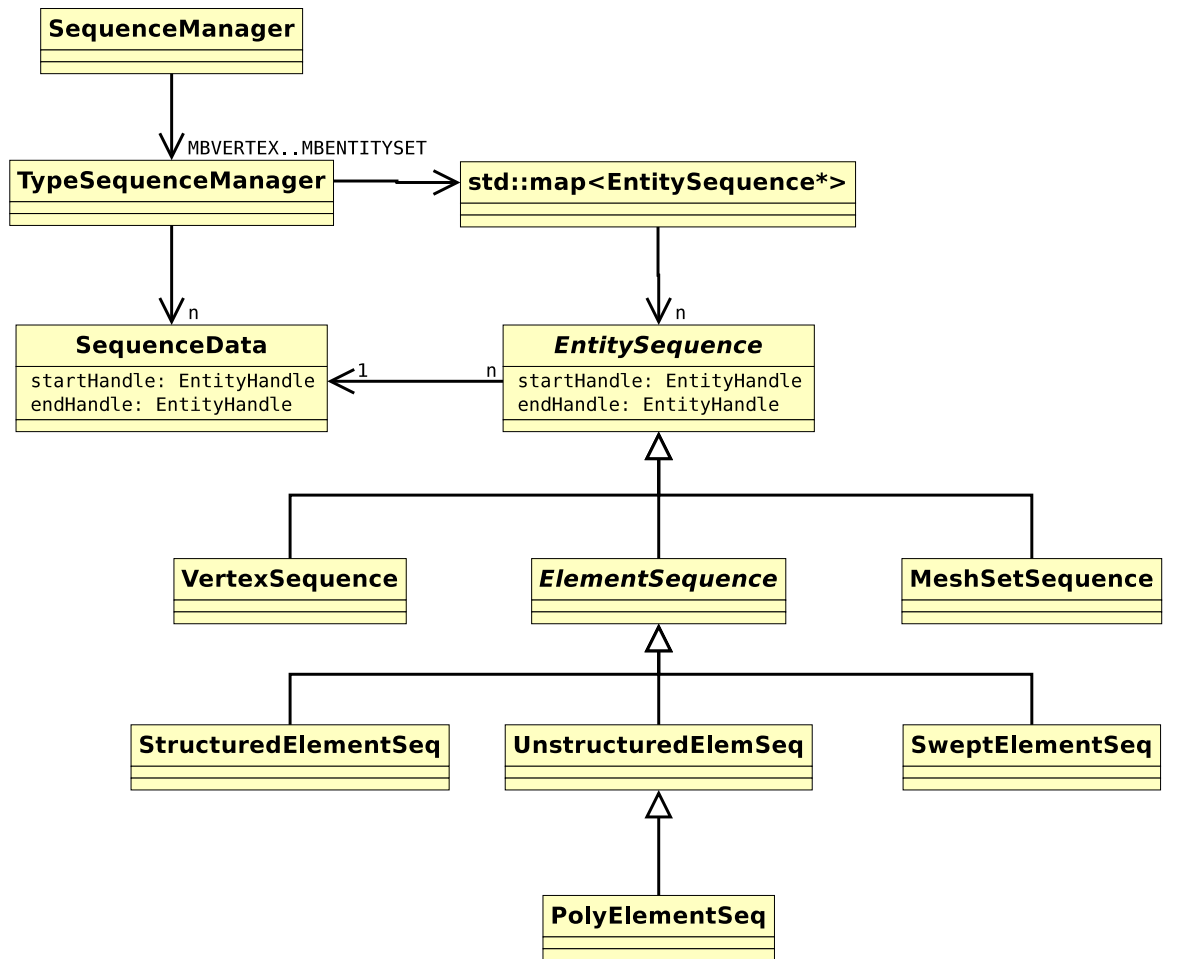 SequenceManager
MBVERTEX..MBENTITYSET
TypeSequenceManager
std::map<EntitySequence*>
n
n
SequenceData
startHandle: EntityHandle
endHandle: EntityHandle
1
n
EntitySequence
startHandle: EntityHandle
endHandle: EntityHandle
VertexSequence
ElementSequence
MeshSetSequence
StructuredElementSeq
UnstructuredElemSeq
SweptElementSeq
PolyElementSeq